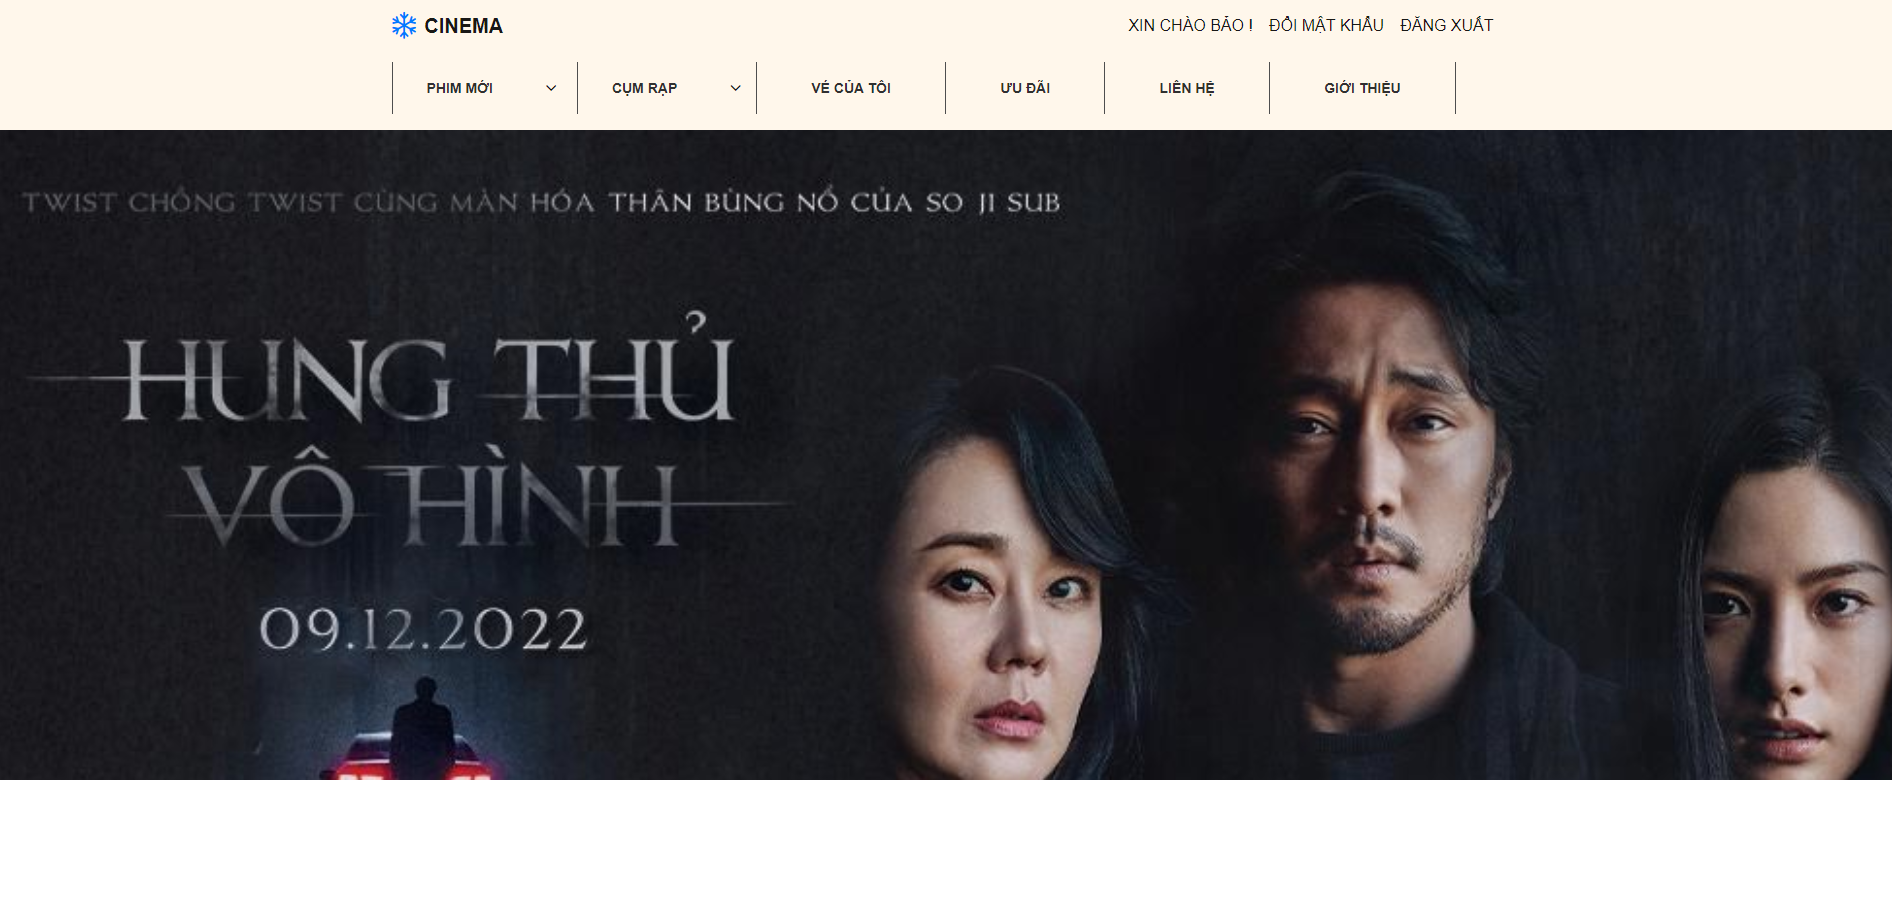 CINEMA
XIN CHÀO BẢO ! ĐỔI MẬT KHẨU ĐĂNG XUẤT
PHIM MỚI CỤM RẠP VÉ CỦA TÔI ƯU ĐÃI LIÊN HỆ GIỚI THIỆU
TWIST CHỒNG TWIST CÙNG MÀN HÓA THÂN BÙNG NỔ CỦA SO JI SUB
HUNG THỦ
VÔ HÌNH
09.12.2022